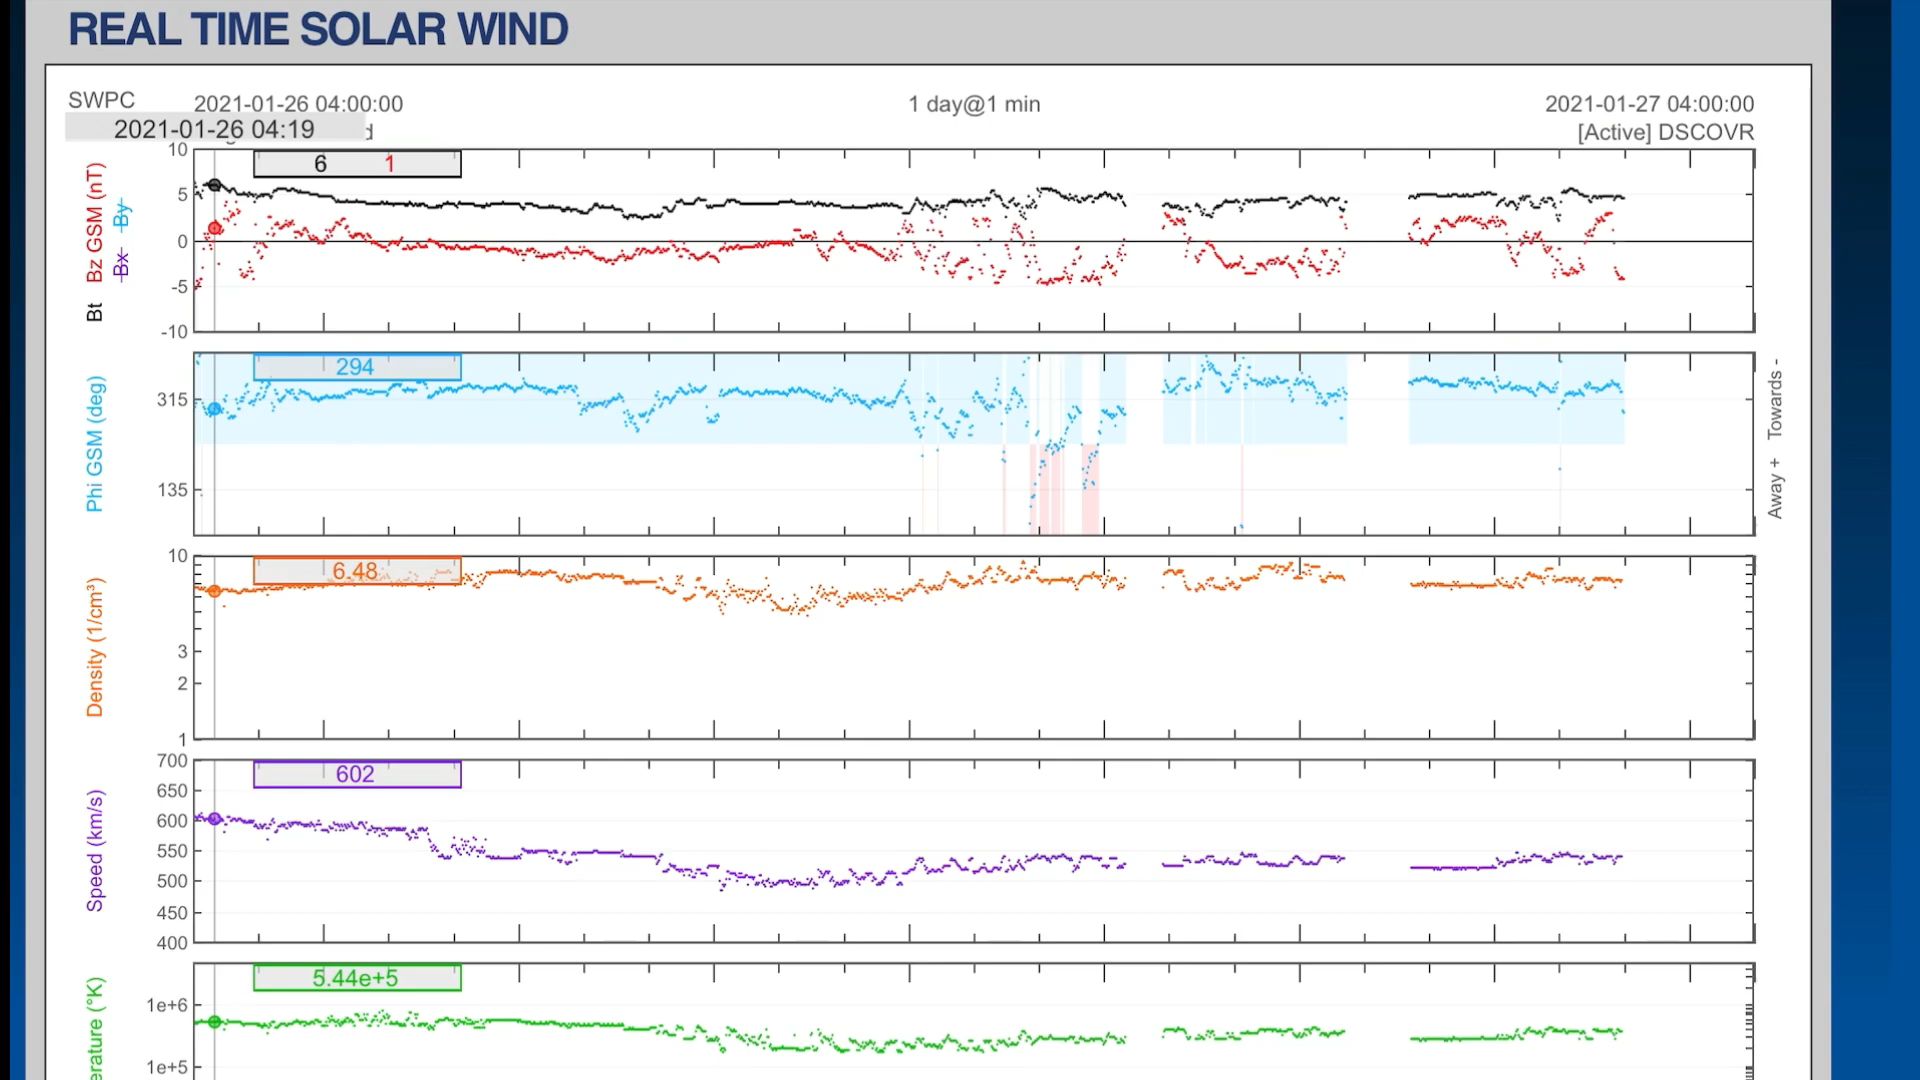 REAL TIME SOLAR WIND
SWPC 2021-01-26 04:00:00 1 day@1 min 2021-01-27 04:00:00
2021-01-26 04:19 [Active] DSCOVR
10
5
0
-5
-10
6 1
Bt Bz GSM (nT)
Bx By
294
315
135
Phi GSM (deg)
Away + Towards -
10
3
2
1
6.48
Density (1/cm³)
700
650
600
550
500
450
400
602
Speed (km/s)
5.44e+5
1e+6
1e+5
erature (°K)